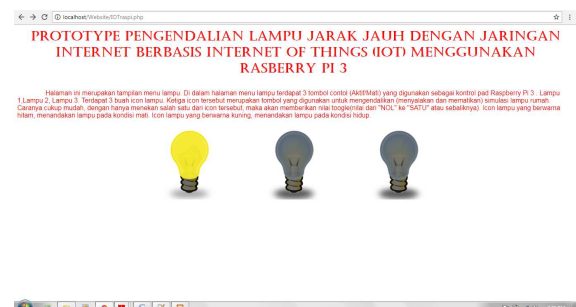 localhost/Website/IOTraspi.php
PROTOTYPE PENGENDALIAN LAMPU JARAK JAUH DENGAN JARINGAN
INTERNET BERBASIS INTERNET OF THINGS (IOT) MENGGUNAKAN
RASBERRY PI 3
Halaman ini merupakan tampilan menu lampu. Di dalam halaman menu lampu terdapat 3 tombol contol (Aktif/Mati) yang digunakan sebagai kontrol pad Raspberry Pi 3 . Lampu
1,Lampu 2, Lampu 3. Terdapat 3 buah icon lampu. Ketiga icon tersebut merupakan tombol yang digunakan untuk mengendalikan (menyalakan dan mematikan) simulasi lampu rumah.
Caranya cukup mudah, dengan hanya menekan salah satu dari icon tersebut, maka akan memberikan nilai toogle(nilai dari "NOL" ke "SATU" atau sebaliknya). Icon lampu yang berwarna
hitam, menandakan lampu pada kondisi mati. Icon lampu yang berwarna kuning, menandakan lampu pada kondisi hidup